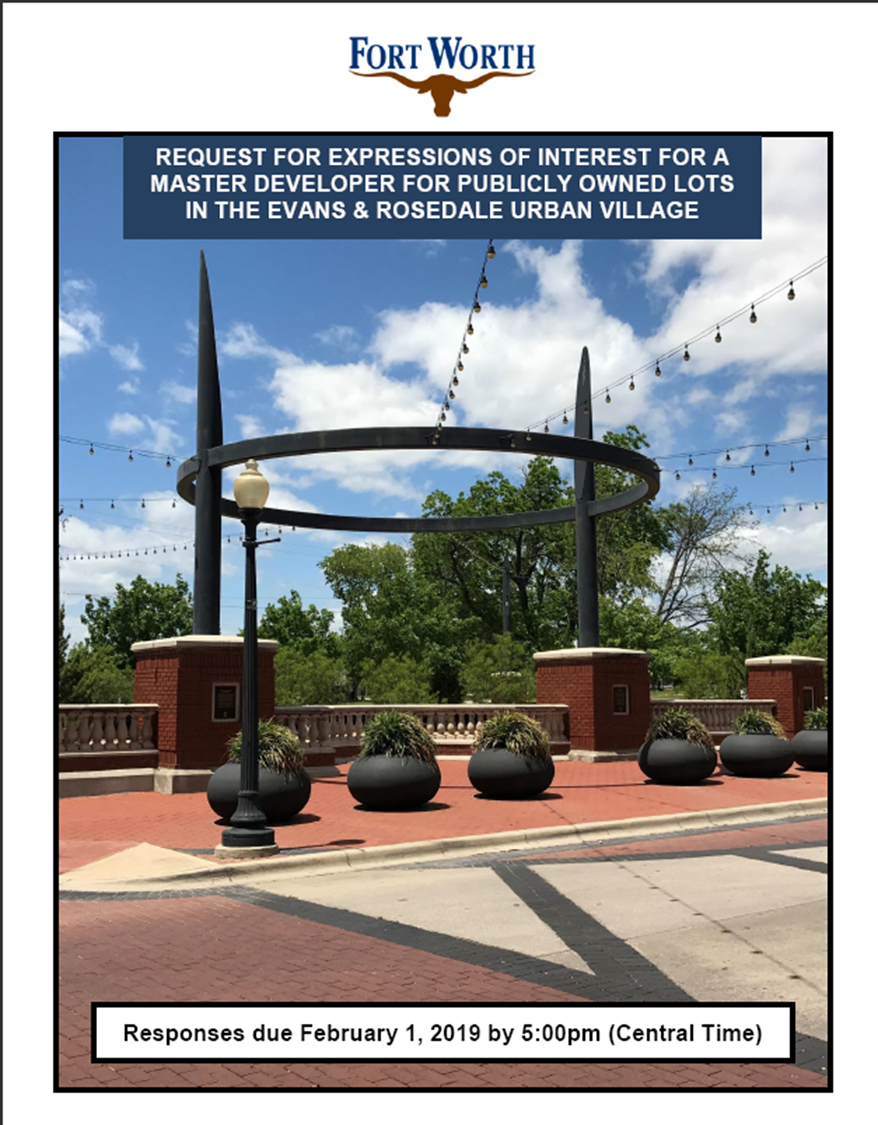 FORT WORTH
REQUEST FOR EXPRESSIONS OF INTEREST FOR A
MASTER DEVELOPER FOR PUBLICLY OWNED LOTS
IN THE EVANS & ROSEDALE URBAN VILLAGE
Responses due February 1, 2019 by 5:00pm (Central Time)